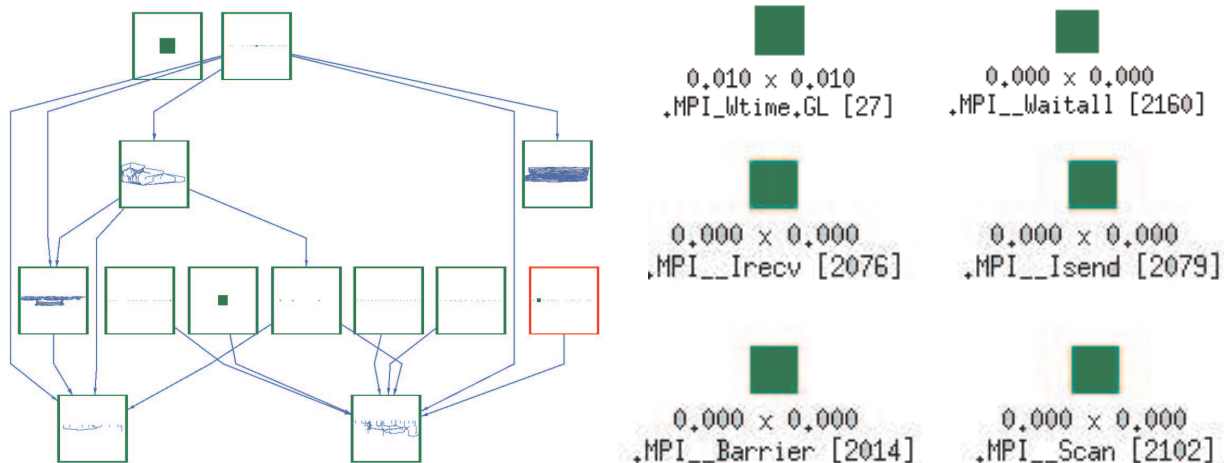 0.010 x 0.010
.MPI_Wtime.GL [27]
0.000 x 0.000
.MPI__Waitall [2160]
0.000 x 0.000
.MPI__Irecv [2076]
0.000 x 0.000
.MPI__Isend [2079]
0.000 x 0.000
.MPI__Barrier [2014]
0.000 x 0.000
.MPI__Scan [2102]